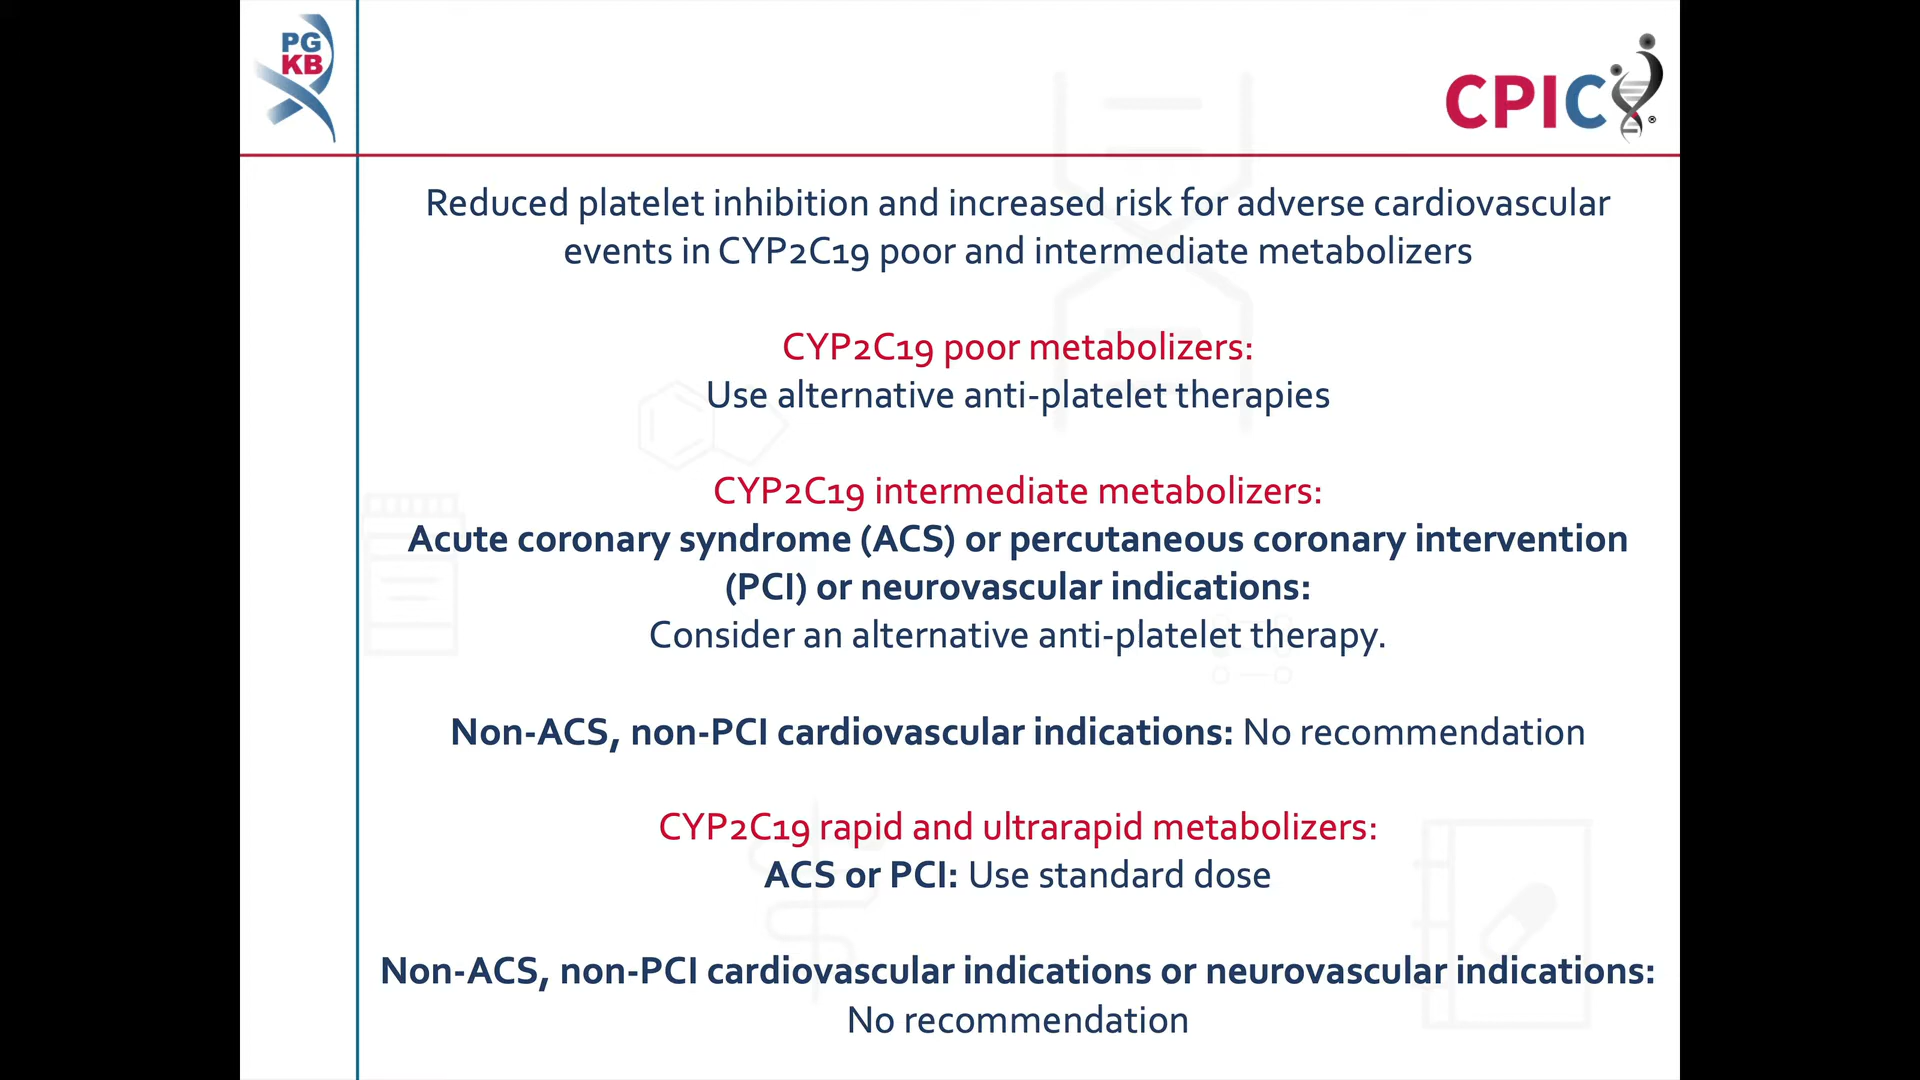 PG
KB
CPIC®
Reduced platelet inhibition and increased risk for adverse cardiovascular
events in CYP2C19 poor and intermediate metabolizers
CYP2C19 poor metabolizers:
Use alternative anti-platelet therapies
CYP2C19 intermediate metabolizers:
Acute coronary syndrome (ACS) or percutaneous coronary intervention
(PCI) or neurovascular indications:
Consider an alternative anti-platelet therapy.
Non-ACS, non-PCI cardiovascular indications: No recommendation
CYP2C19 rapid and ultrarapid metabolizers:
ACS or PCI: Use standard dose
Non-ACS, non-PCI cardiovascular indications or neurovascular indications:
No recommendation